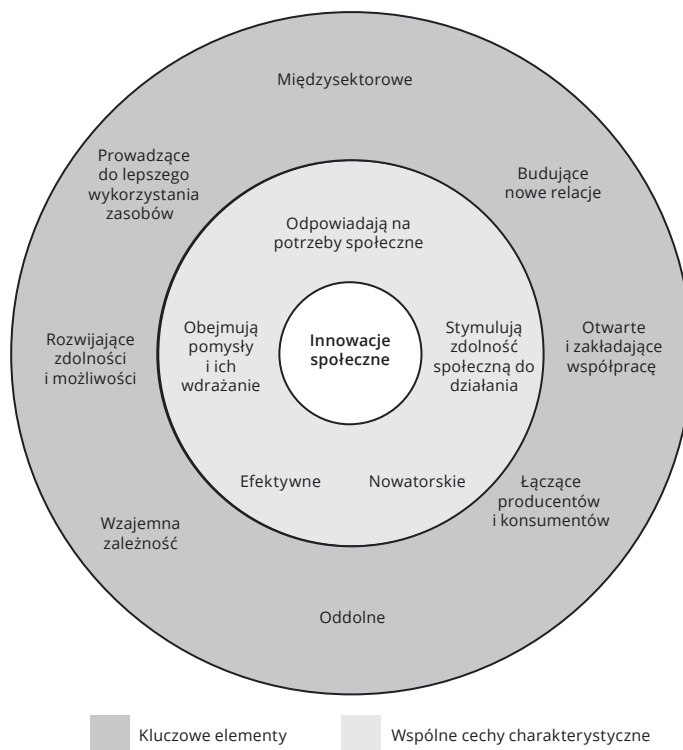 Międzysektorowe
Prowadzące
do lepszego
wykorzystania
zasobów
Budujące
nowe relacje
Odpowiadają na
potrzeby społeczne
Rozwijające
zdolności
i możliwości
Obejmują
pomysły
i ich
wdrażanie
Innowacje
społeczne
Stymulują
zdolność
społeczną do
działania
Otwarte
i zakładające
współpracę
Efektywne
Nowatorskie
Łączące
producentów
i konsumentów
Wzajemna
zależność
Oddolne
Kluczowe elementy
Wspólne cechy charakterystyczne